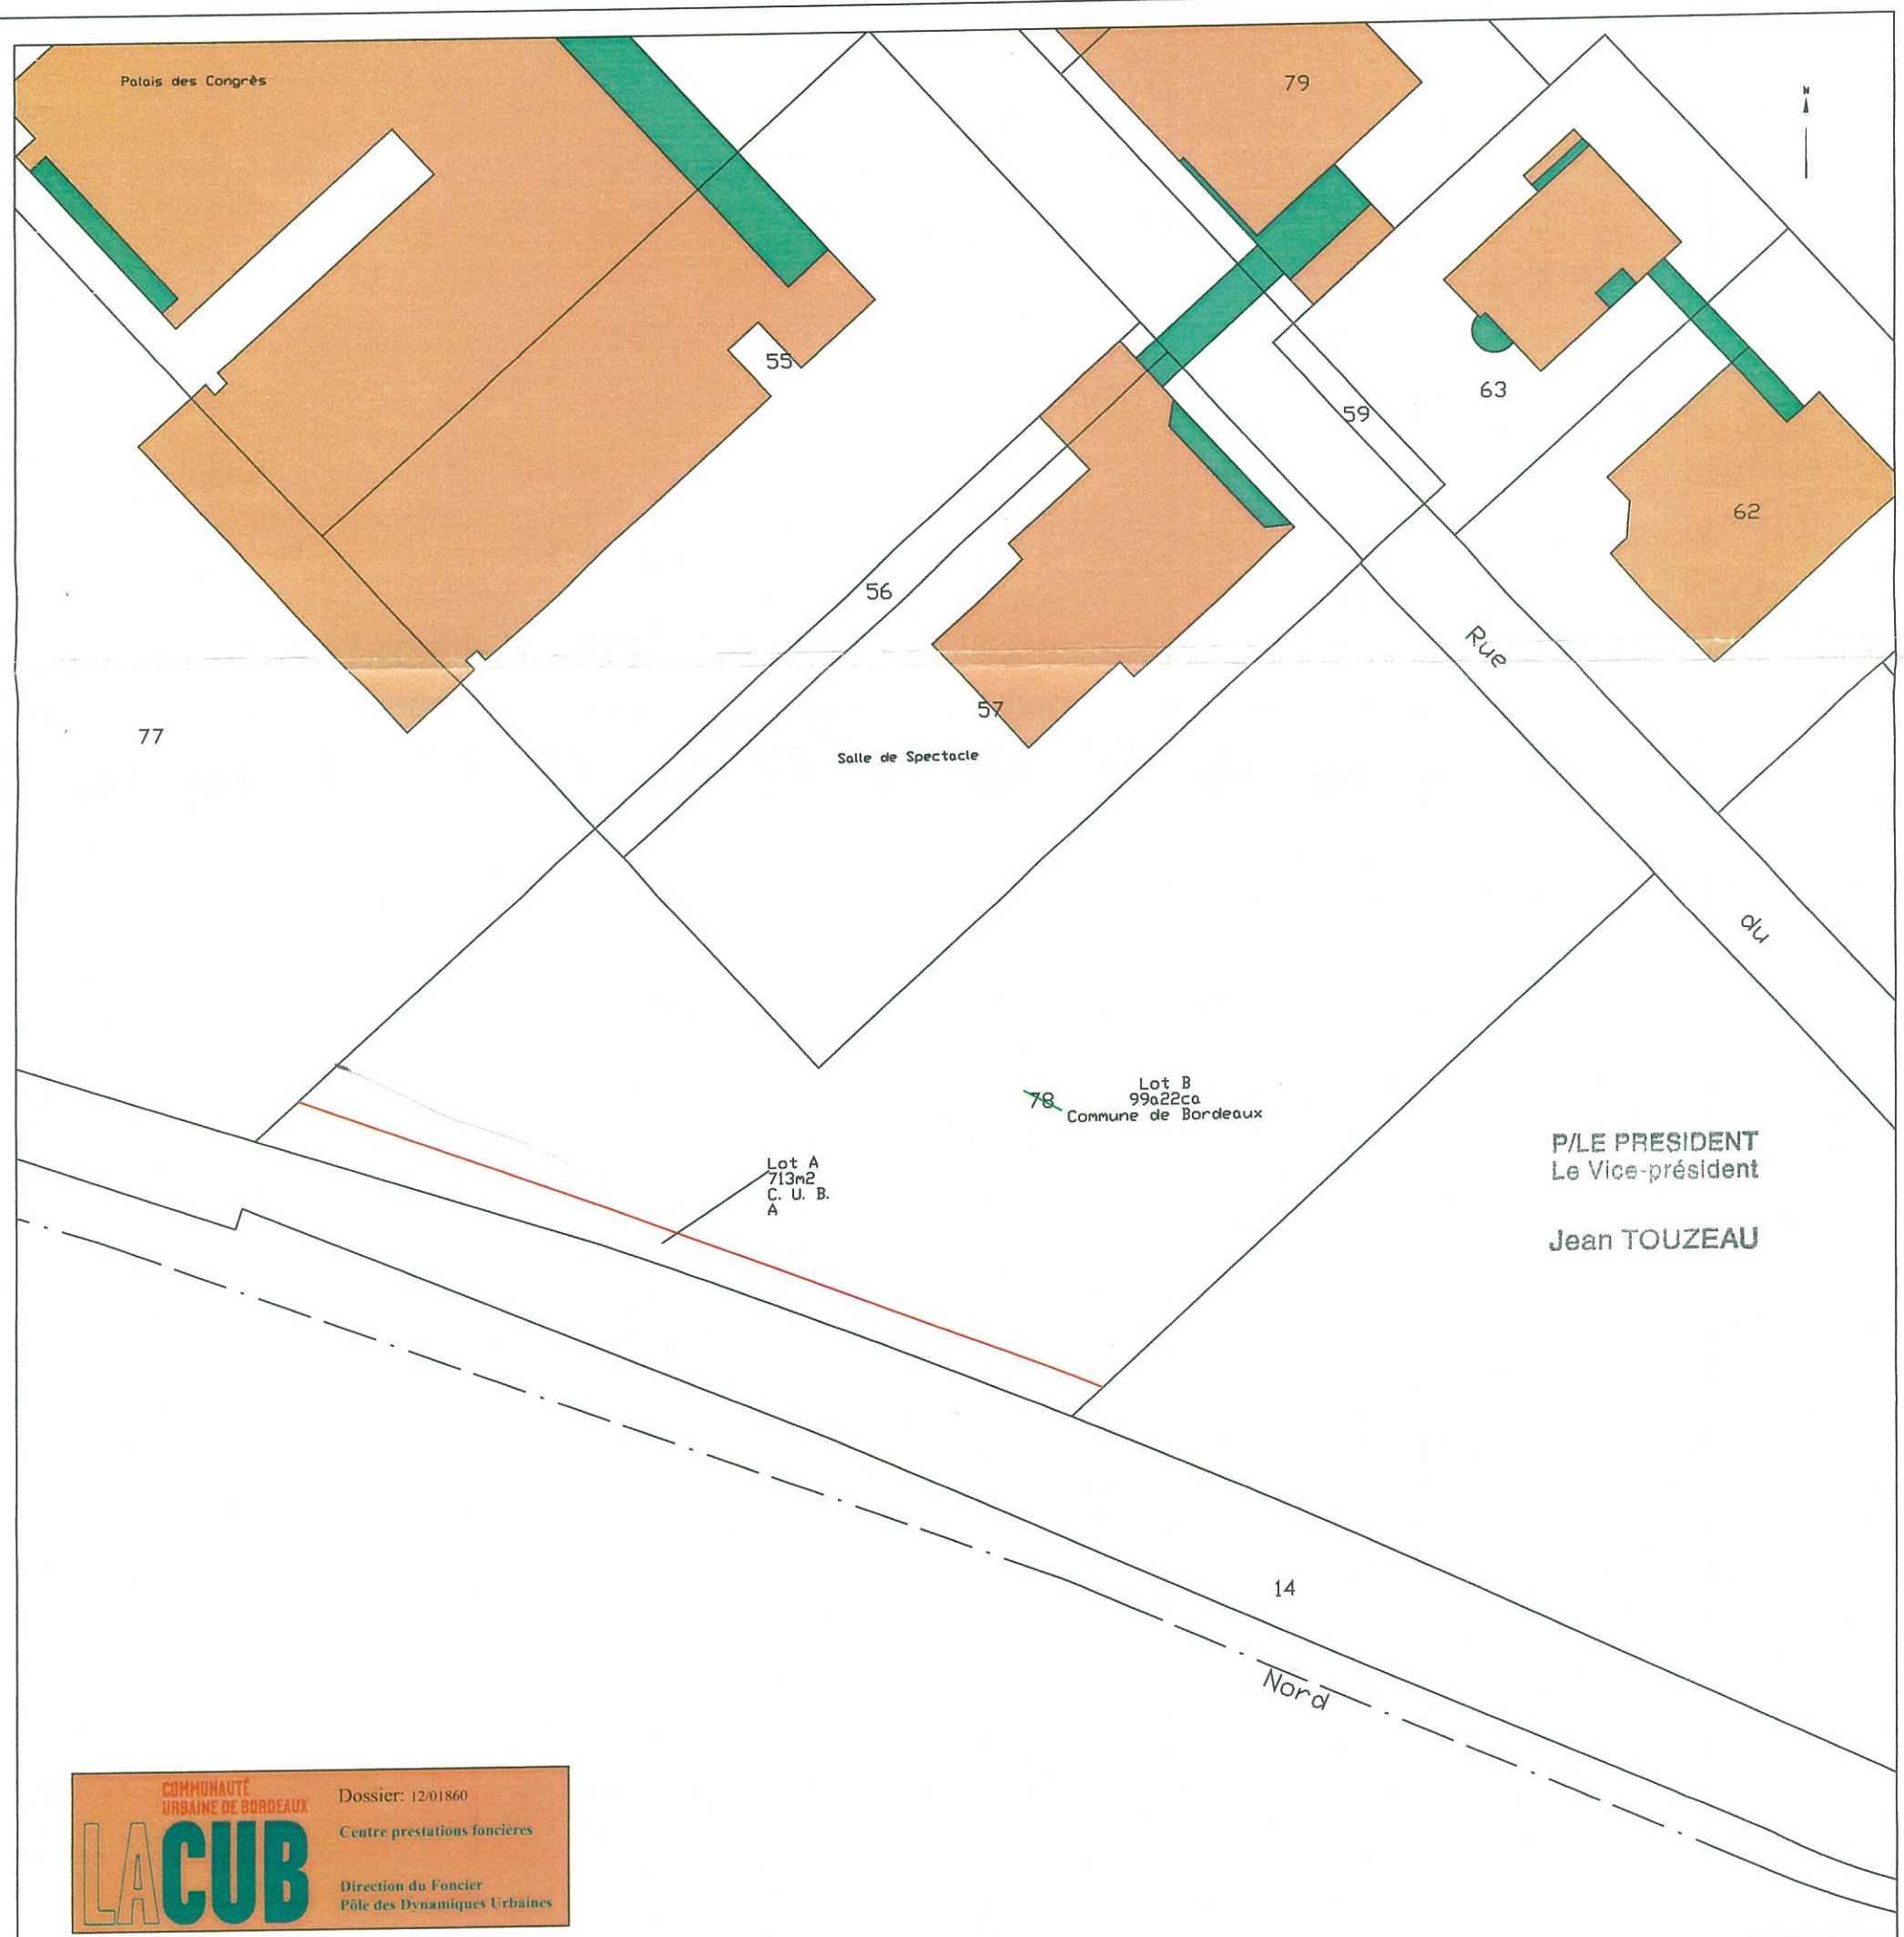 Palais des Congrès
79
N
55
63
59
62
56
Rue
57
77
Salle de Spectacle
du
78
Lot B
99a22ca
Commune de Bordeaux
P/LE PRESIDENT
Le Vice-président
Jean TOUZEAU
Lot A
713m2
C. U. B.
A
14
Nord
COMMUNAUTÉ
URBAINE DE BORDEAUX
LACUB
Dossier: 12/01860
Centre prestations foncières
Direction du Foncier
Pôle des Dynamiques Urbaines